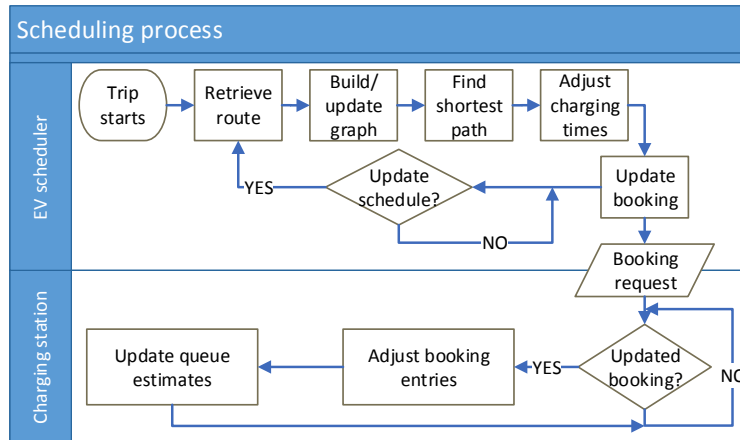 Scheduling process
EV scheduler
Trip
starts
Retrieve
route
Build/
update
graph
Find
shortest
path
Adjust
charging
times
Update
schedule?
YES
NO
Update
booking
Booking
request
Charging station
Update queue
estimates
Adjust booking
entries
YES
Updated
booking?
NO